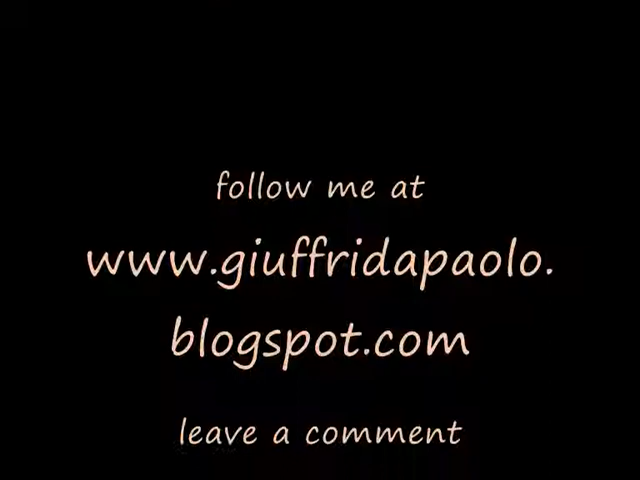 follow me at
www.giuffridapaolo.
blogspot.com
leave a comment